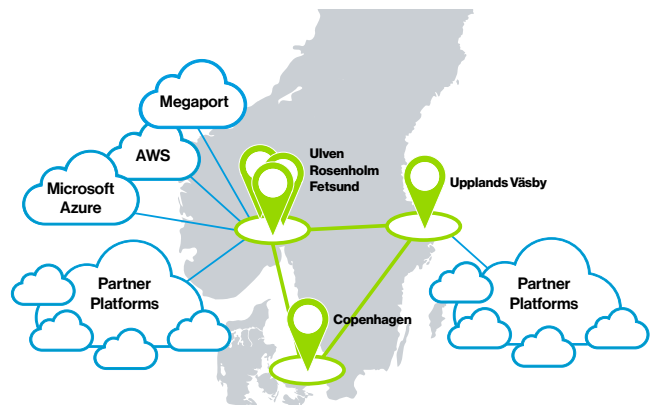 Megaport
AWS
Microsoft
Azure
Partner
Platforms
Ulven
Rosenholm
Fetsund
Upplands Väsby
Copenhagen
Partner
Platforms